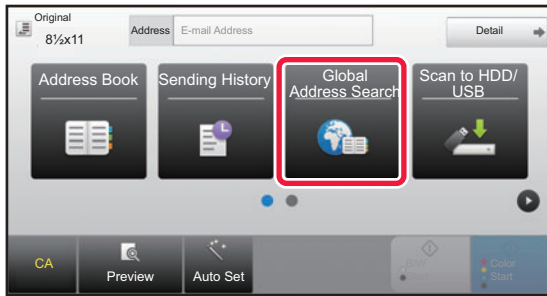 Original
8½x11
Address
E-mail Address
Detail
Address Book
Sending History
Global
Address Search
Scan to HDD/
USB
CA
Preview
Auto Set
B/W
Start
Color
Start